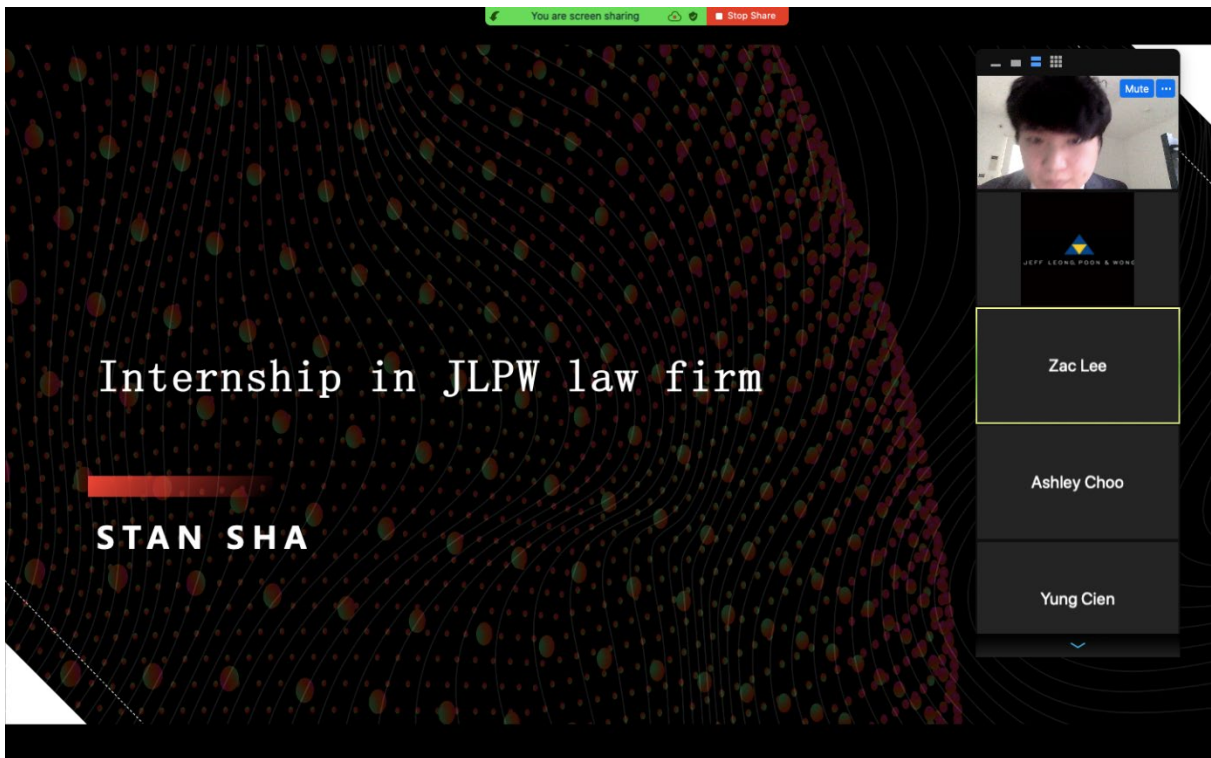 You are screen sharing
Stop Share
Mute
JEFF LEONG, POON & WONG
Zac Lee
Internship in JLPW law firm
Ashley Choo
STAN SHA
Yung Cien